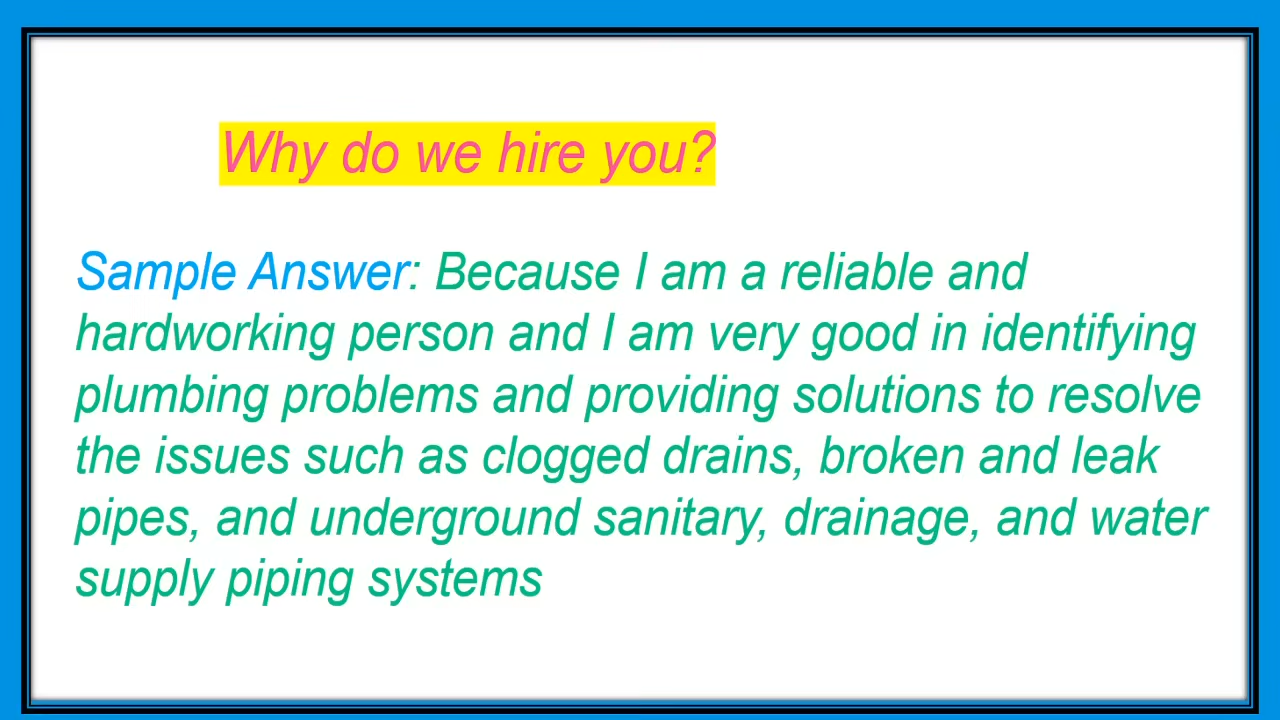 Why do we hire you?
Sample Answer: Because I am a reliable and
hardworking person and I am very good in identifying
plumbing problems and providing solutions to resolve
the issues such as clogged drains, broken and leak
pipes, and underground sanitary, drainage, and water
supply piping systems